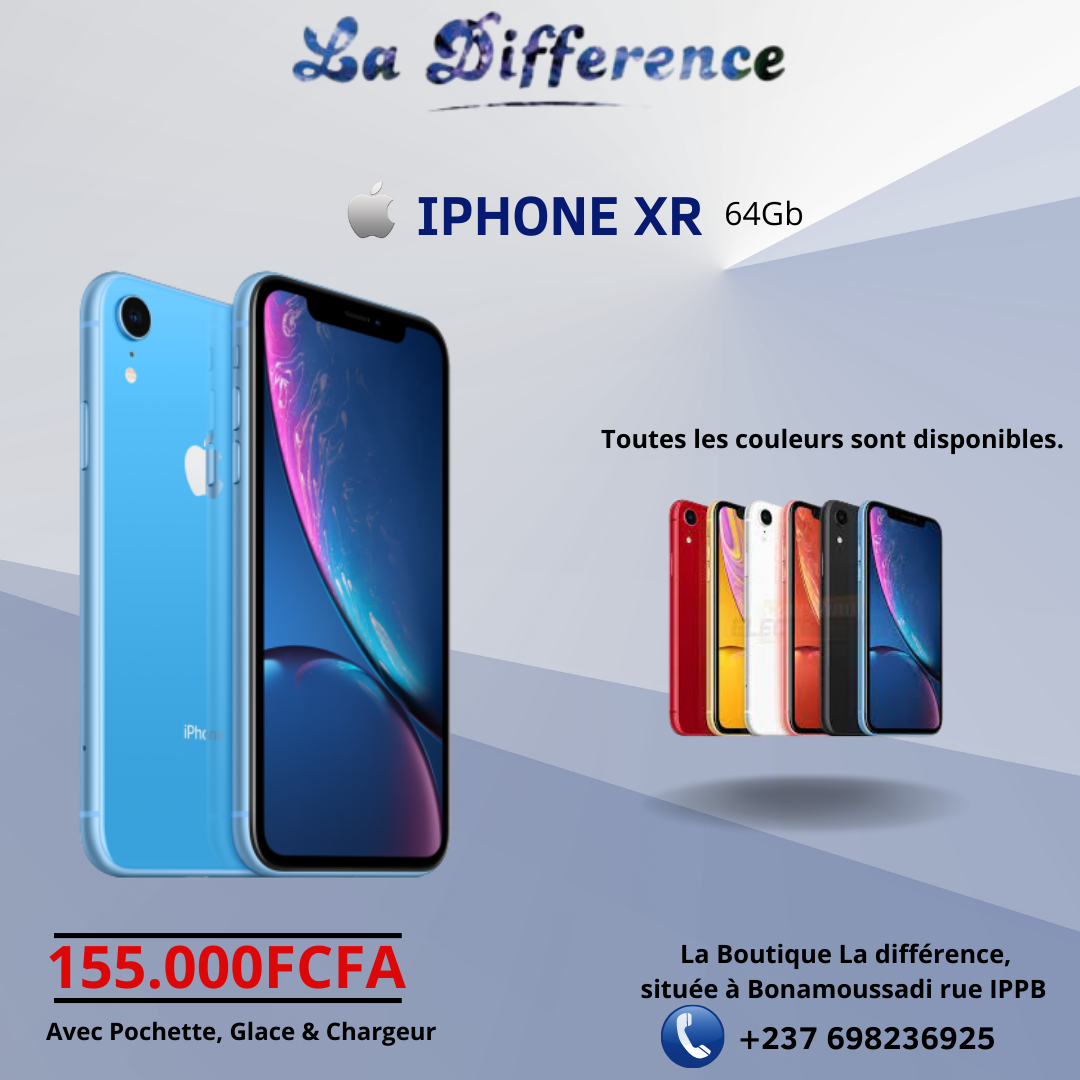 La Difference
IPHONE XR 64Gb
Toutes les couleurs sont disponibles.
155.000FCFA
Avec Pochette, Glace & Chargeur
La Boutique La différence,
située à Bonamoussadi rue IPPB
+237 698236925